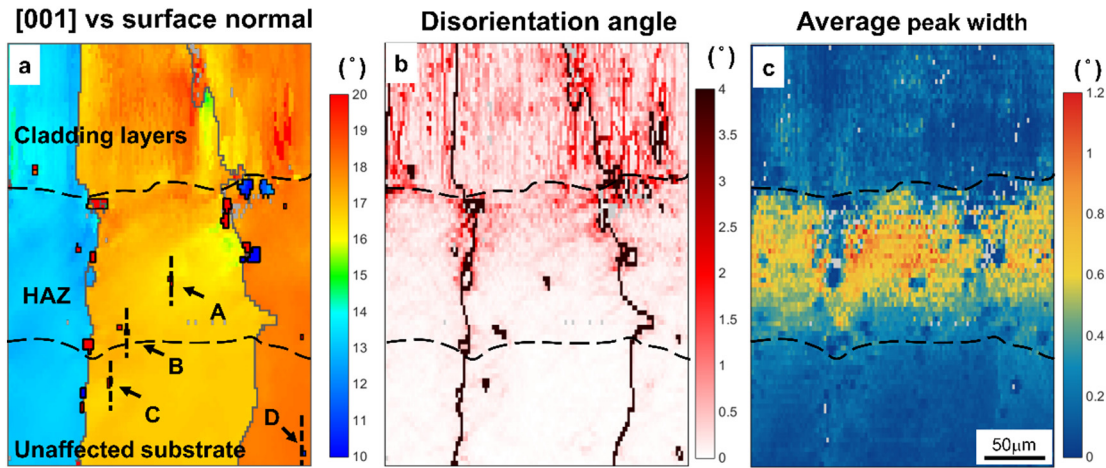 [001] vs surface normal
Disorientation angle
Average peak width
a
(°)
b
(°)
c
(°)
Cladding layers
HAZ
A
B
C
D
Unaffected substrate
20
19
18
17
16
15
14
13
12
11
10
4
3.5
3
2.5
2
1.5
1
0.5
0
1.2
1
0.8
0.6
0.4
0.2
0
50μm